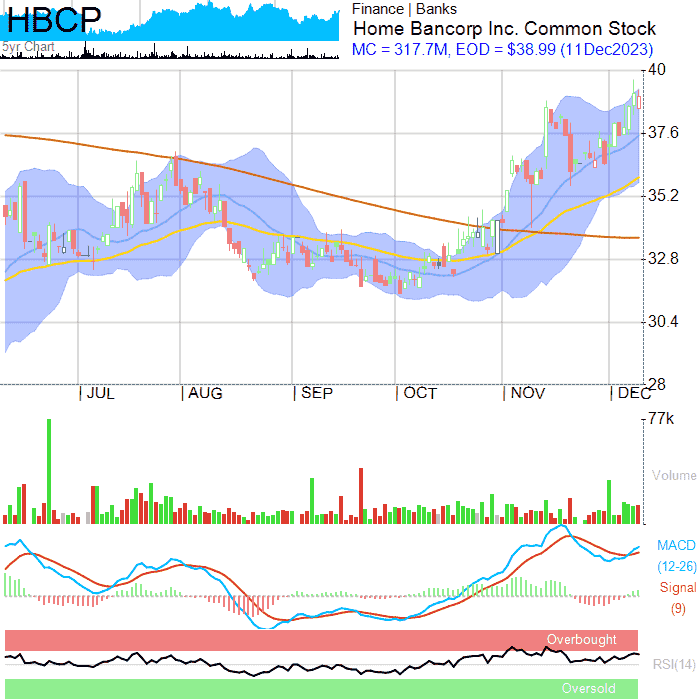 HBCP
5yr Chart
Finance | Banks
Home Bancorp Inc. Common Stock
MC = 317.7M, EOD = $38.99 (11Dec2023)
40
37.6
35.2
32.8
30.4
28
JUL AUG SEP OCT NOV DEC
77k
Volume
MACD
(12-26)
Signal
(9)
Overbought
RSI(14)
Oversold